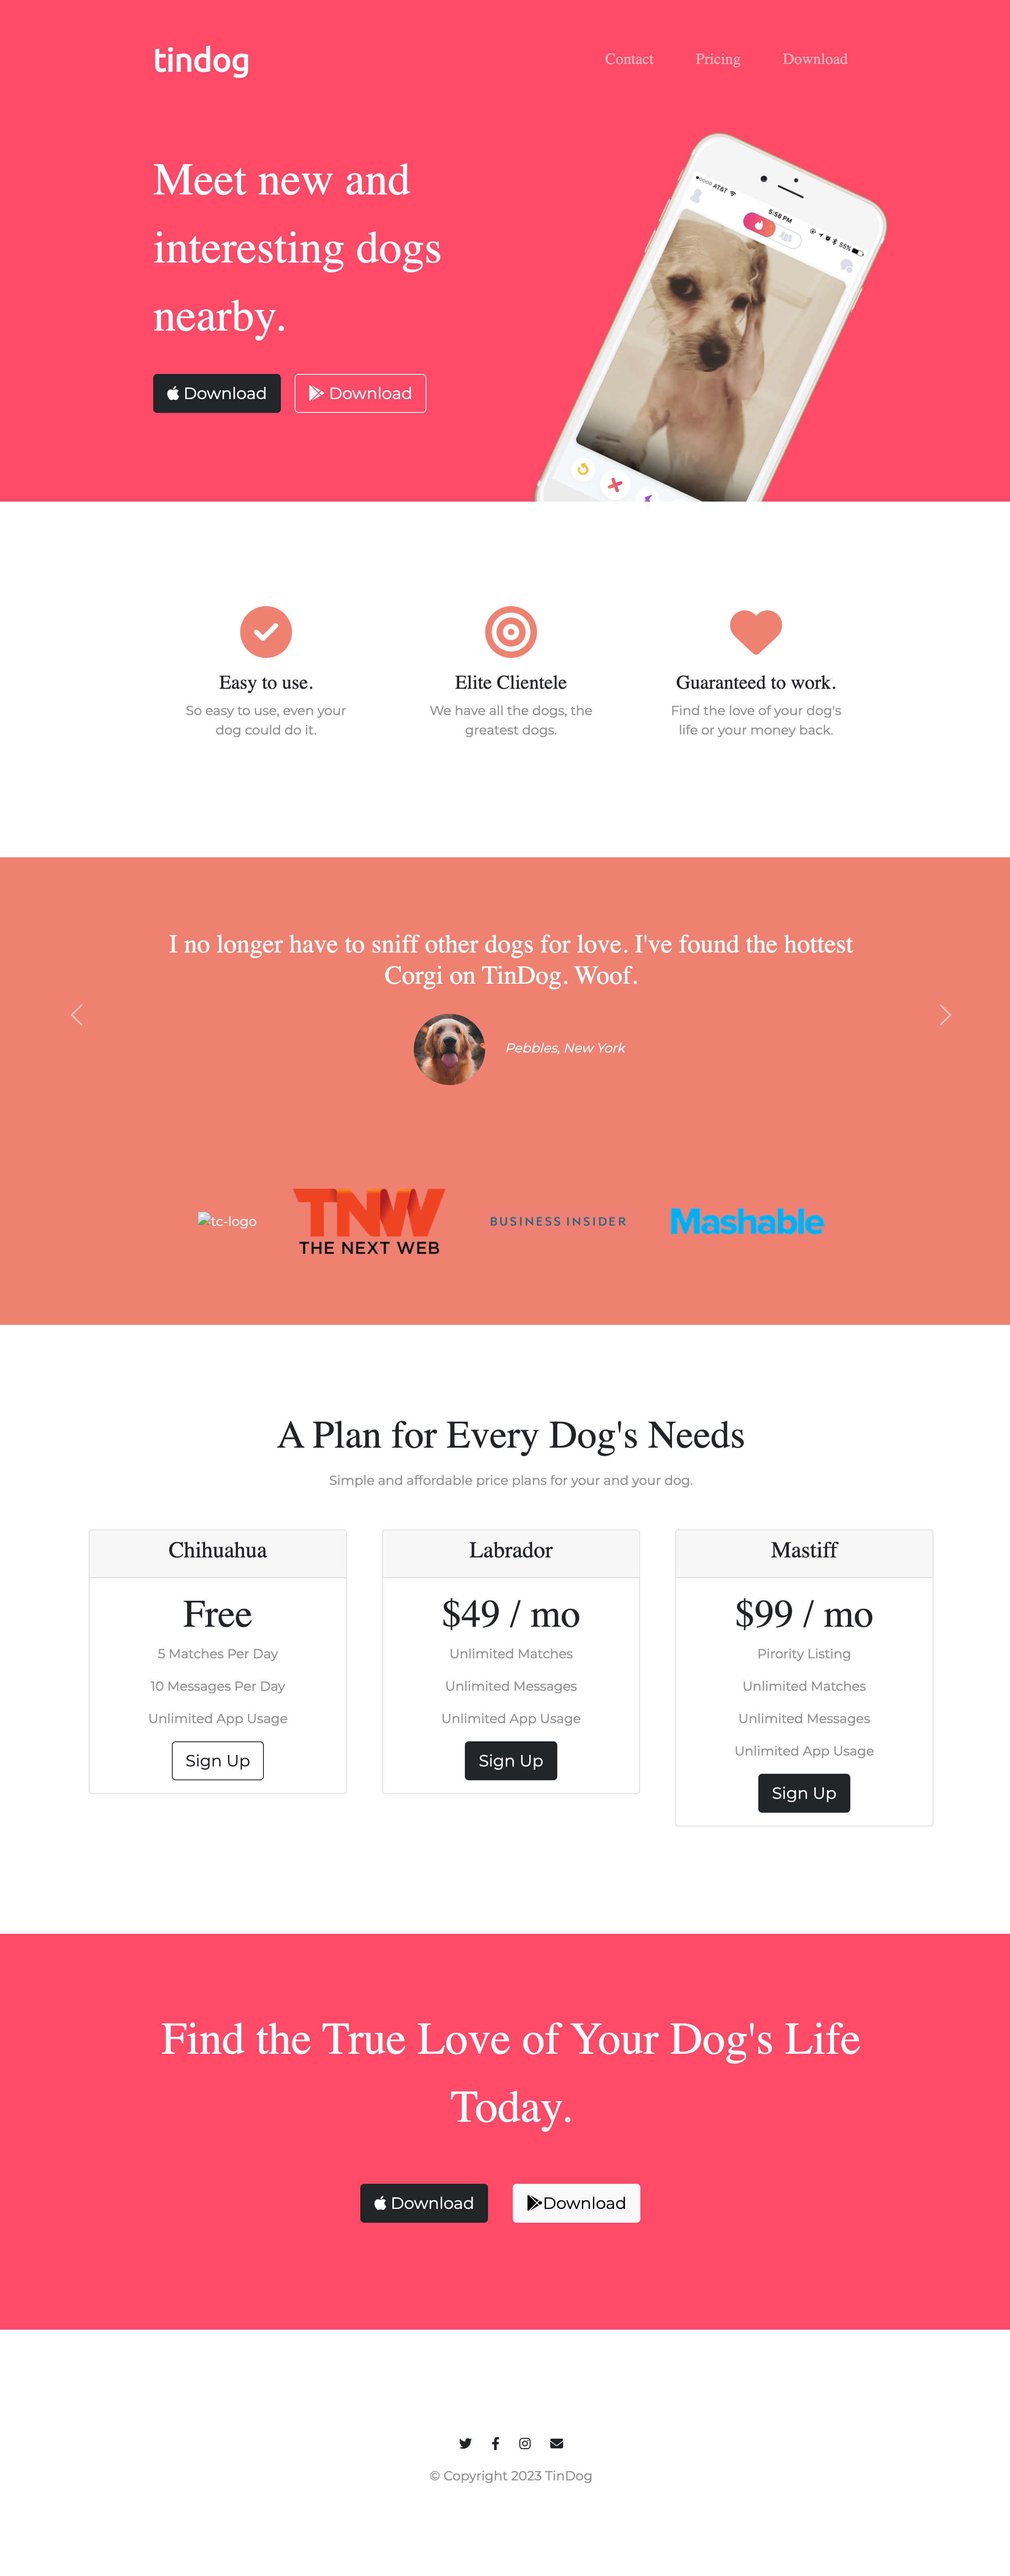 tindog
Contact Pricing Download
Meet new and
interesting dogs
nearby.
AT&T 5:58 PM 55%
Download Download
Easy to use.
So easy to use, even your
dog could do it.
Elite Clientele
We have all the dogs, the
greatest dogs.
Guaranteed to work.
Find the love of your dog's
life or your money back.
I no longer have to sniff other dogs for love. I've found the hottest
Corgi on TinDog. Woof.
Pebbles, New York
tc-logo
TNW
THE NEXT WEB
BUSINESS INSIDER
Mashable
A Plan for Every Dog's Needs
Simple and affordable price plans for your and your dog.
Chihuahua
Free
5 Matches Per Day
10 Messages Per Day
Unlimited App Usage
Sign Up
Labrador
$49 / mo
Unlimited Matches
Unlimited Messages
Unlimited App Usage
Sign Up
Mastiff
$99 / mo
Pirority Listing
Unlimited Matches
Unlimited Messages
Unlimited App Usage
Sign Up
Find the True Love of Your Dog's Life
Today.
Download Download
© Copyright 2023 TinDog